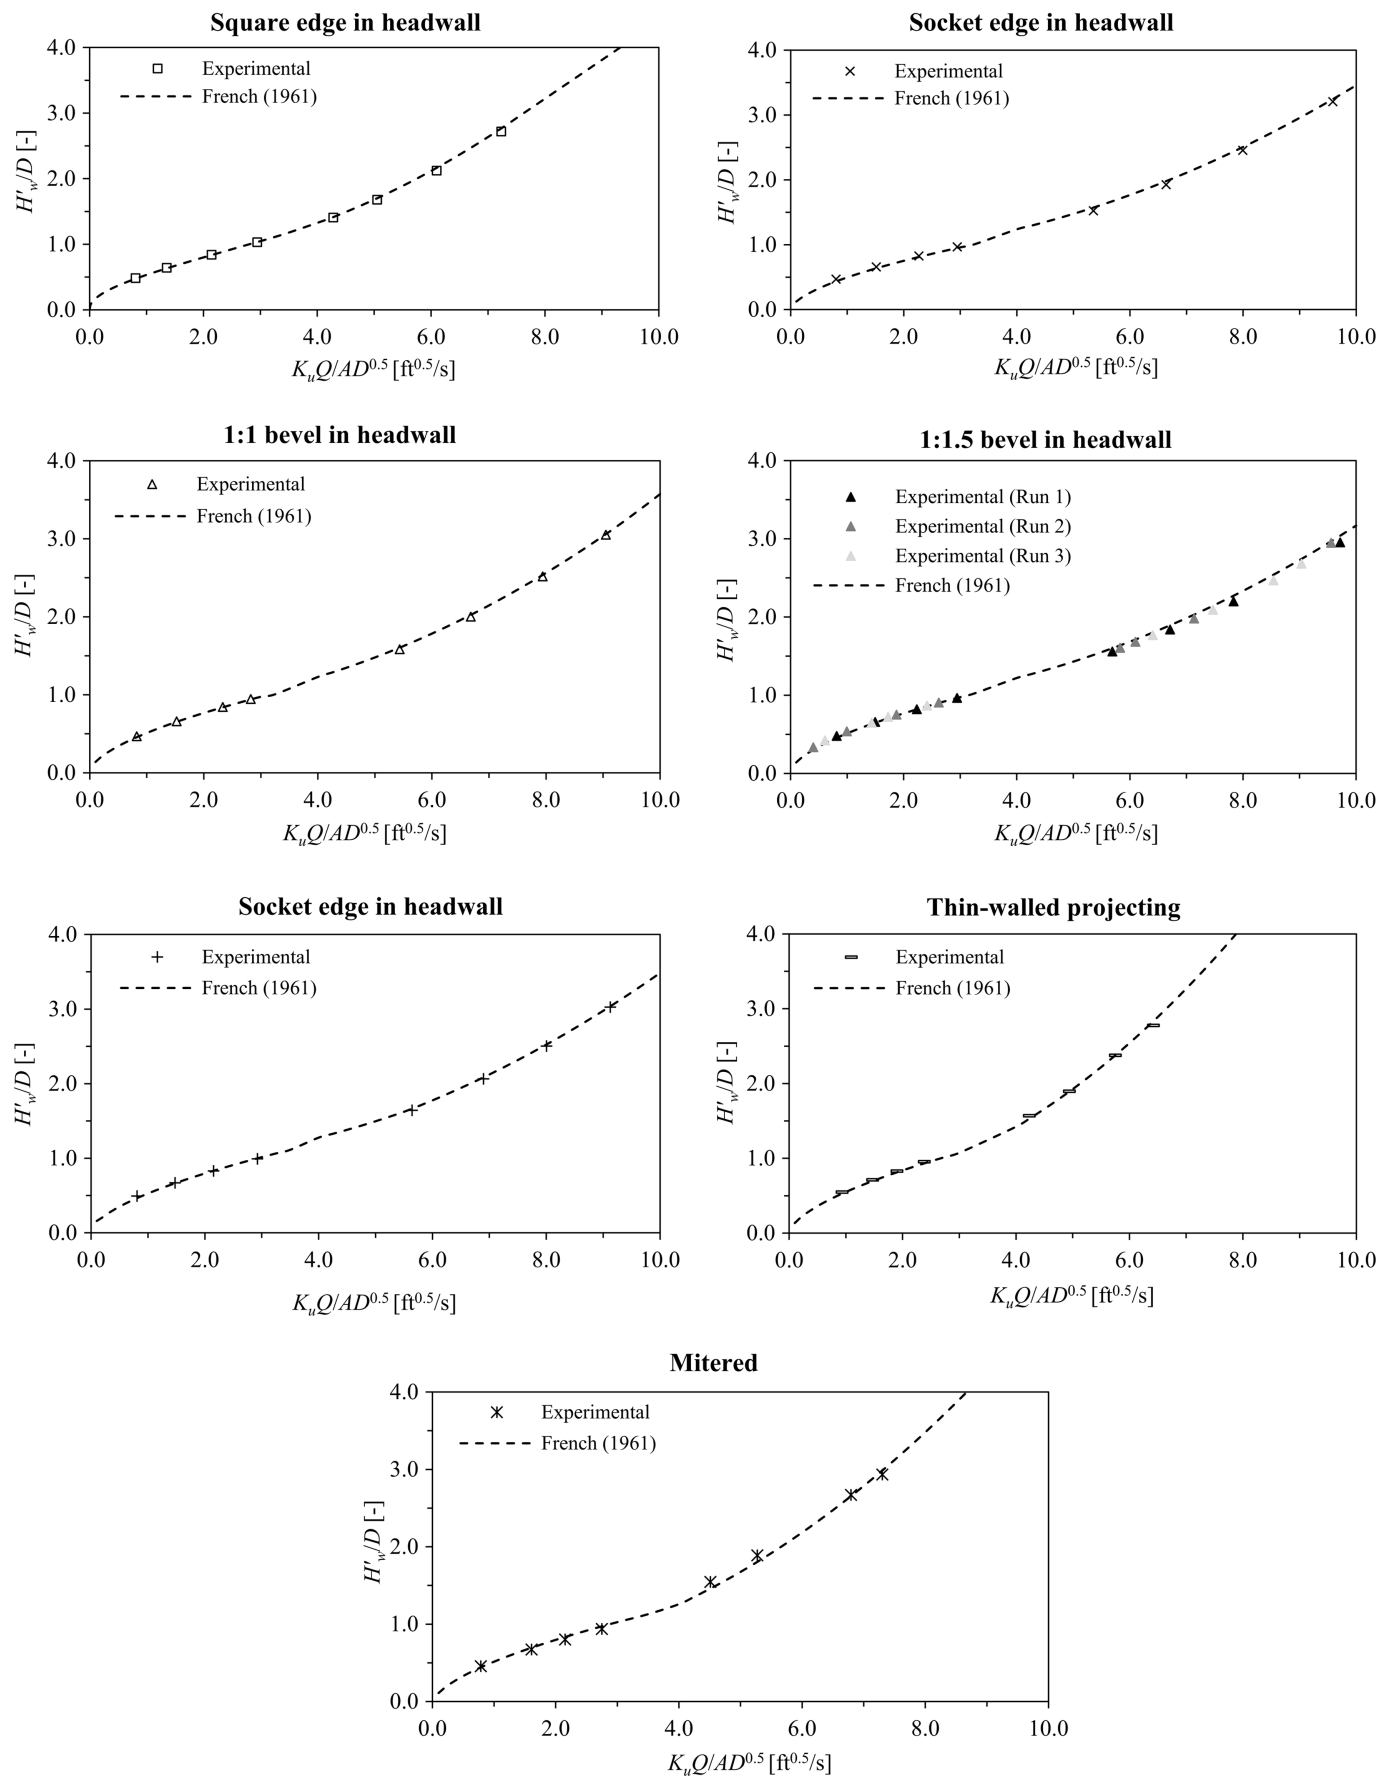 Square edge in headwall
4.0
3.0
2.0
1.0
0.0
H'w/D [-]
Experimental
French (1961)
0.0 2.0 4.0 6.0 8.0 10.0
KuQ/AD0.5 [ft0.5/s]
Socket edge in headwall
4.0
3.0
2.0
1.0
0.0
H'w/D [-]
Experimental
French (1961)
0.0 2.0 4.0 6.0 8.0 10.0
KuQ/AD0.5 [ft0.5/s]
1:1 bevel in headwall
4.0
3.0
2.0
1.0
0.0
H'w/D [-]
Experimental
French (1961)
0.0 2.0 4.0 6.0 8.0 10.0
KuQ/AD0.5 [ft0.5/s]
1:1.5 bevel in headwall
4.0
3.0
2.0
1.0
0.0
H'w/D [-]
Experimental (Run 1)
Experimental (Run 2)
Experimental (Run 3)
French (1961)
0.0 2.0 4.0 6.0 8.0 10.0
KuQ/AD0.5 [ft0.5/s]
Socket edge in headwall
4.0
3.0
2.0
1.0
0.0
H'w/D [-]
Experimental
French (1961)
0.0 2.0 4.0 6.0 8.0 10.0
KuQ/AD0.5 [ft0.5/s]
Thin-walled projecting
4.0
3.0
2.0
1.0
0.0
H'w/D [-]
Experimental
French (1961)
0.0 2.0 4.0 6.0 8.0 10.0
KuQ/AD0.5 [ft0.5/s]
Mitered
4.0
3.0
2.0
1.0
0.0
H'w/D [-]
Experimental
French (1961)
0.0 2.0 4.0 6.0 8.0 10.0
KuQ/AD0.5 [ft0.5/s]